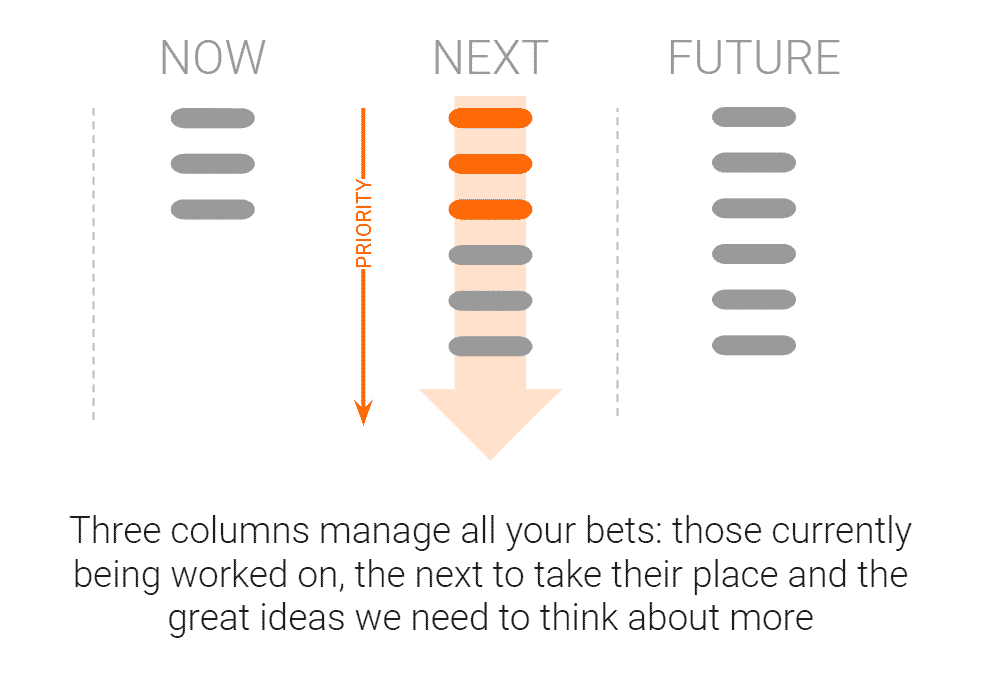 NOW
NEXT
FUTURE
PRIORITY
Three columns manage all your bets: those currently
being worked on, the next to take their place and the
great ideas we need to think about more